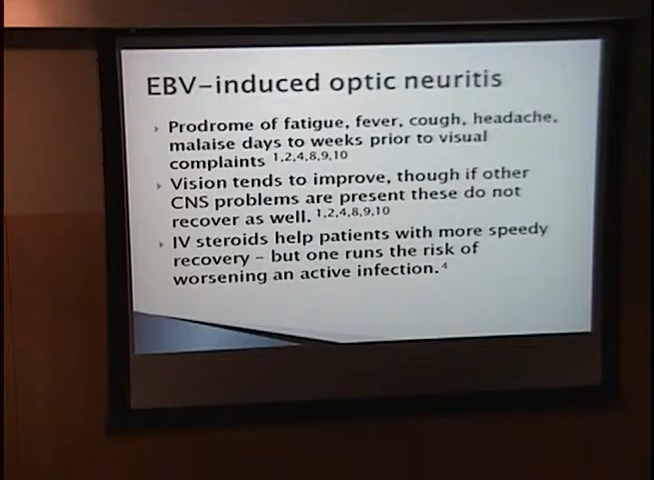 EBV-induced optic neuritis
Prodrome of fatigue, fever, cough, headache,
malaise days to weeks prior to visual
complaints 1,2,4,8,9,10
Vision tends to improve, though if other
CNS problems are present these do not
recover as well. 1,2,4,8,9,10
IV steroids help patients with more speedy
recovery – but one runs the risk of
worsening an active infection.4